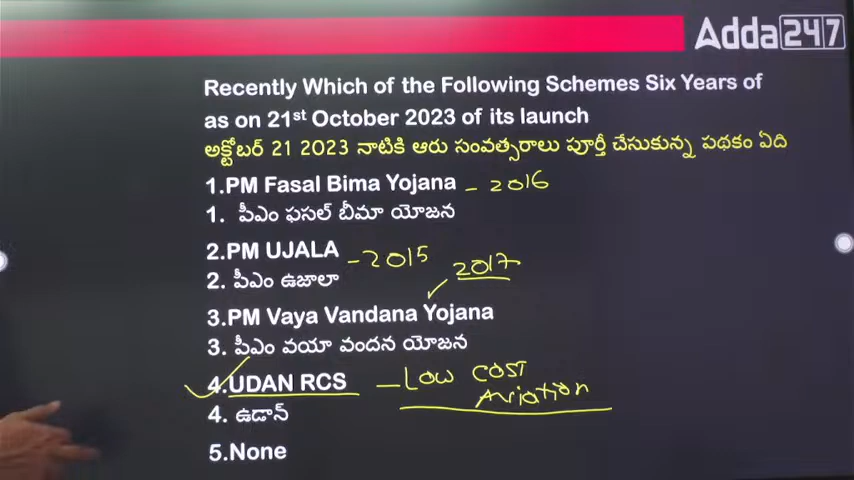 Adda 247
Recently Which of the Following Schemes Six Years of
as on 21st October 2023 of its launch
అక్టోబర్ 21 2023 నాటికి ఆరు సంవత్సరాలు పూర్తీ చేసుకున్న పథకం ఏది
1.PM Fasal Bima Yojana - 2016
1. పీఎం ఫసల్ బీమా యోజన
2.PM UJALA - 2015
2. పీఎం ఉజాలా
2017
3.PM Vaya Vandana Yojana
3. పీఎం వయా వందన యోజన
4.UDAN RCS - Low COST
Aviation
4. ఉడాన్
5.None